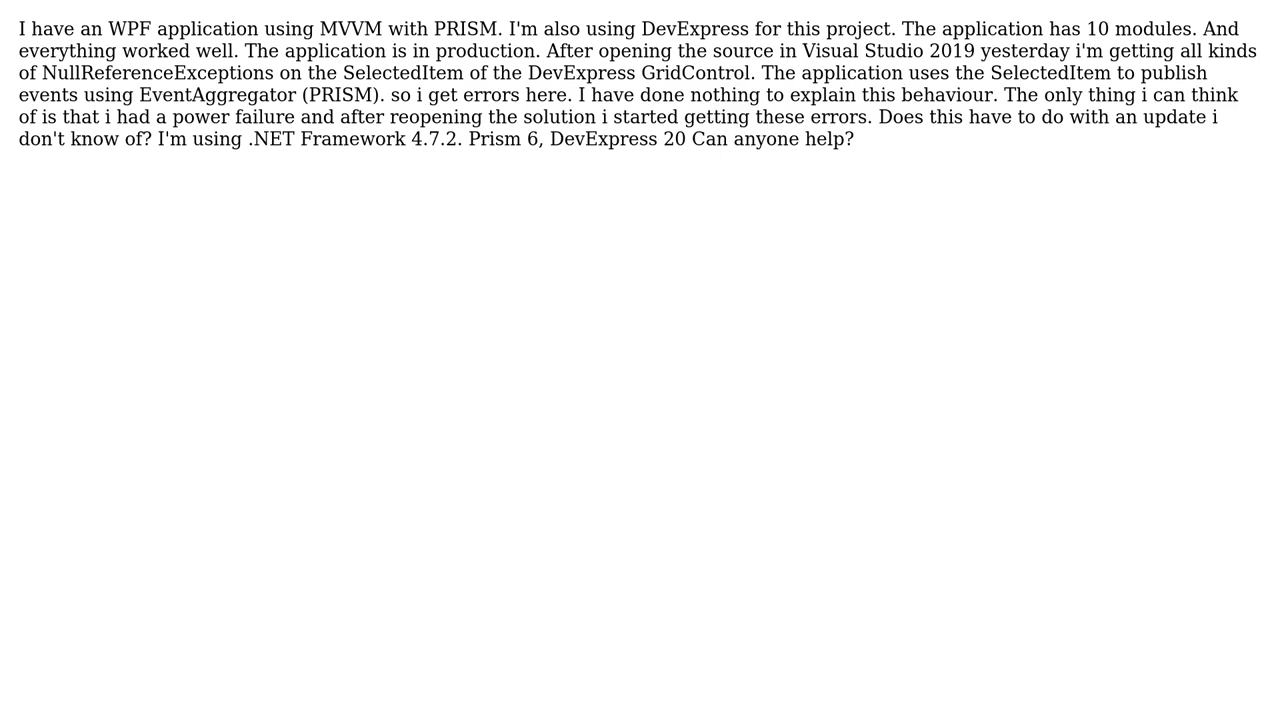 I have an WPF application using MVVM with PRISM. I'm also using DevExpress for this project. The application has 10 modules. And
everything worked well. The application is in production. After opening the source in Visual Studio 2019 yesterday i'm getting all kinds
of NullReferenceExceptions on the SelectedItem of the DevExpress GridControl. The application uses the SelectedItem to publish
events using EventAggregator (PRISM). so i get errors here. I have done nothing to explain this behaviour. The only thing i can think
of is that i had a power failure and after reopening the solution i started getting these errors. Does this have to do with an update i
don't know of? I'm using .NET Framework 4.7.2. Prism 6, DevExpress 20 Can anyone help?